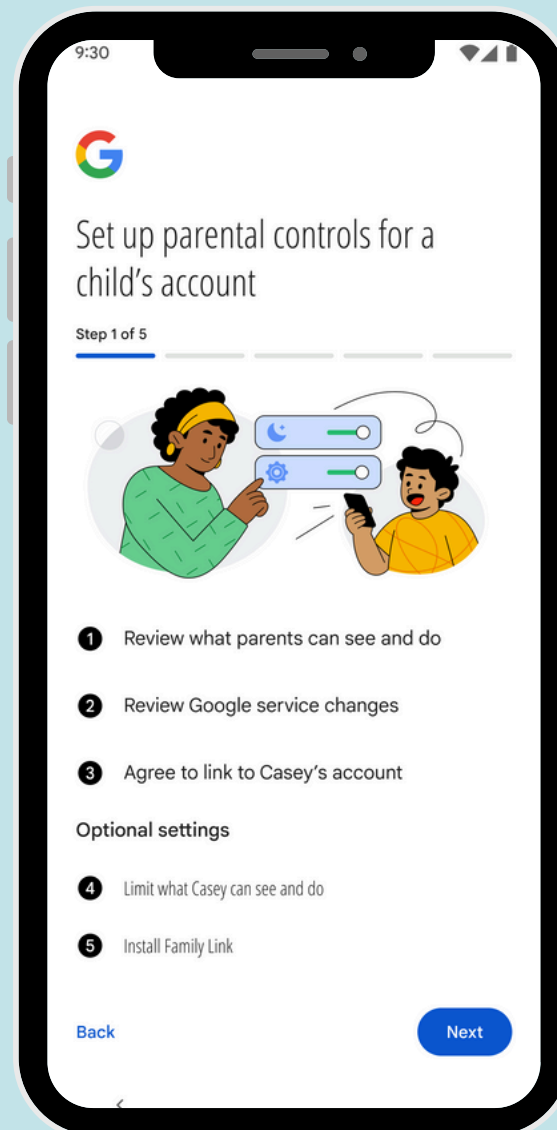 9:30
Set up parental controls for a
child's account
Step 1 of 5
1 Review what parents can see and do
2 Review Google service changes
3 Agree to link to Casey's account
Optional settings
4 Limit what Casey can see and do
5 Install Family Link
Back Next